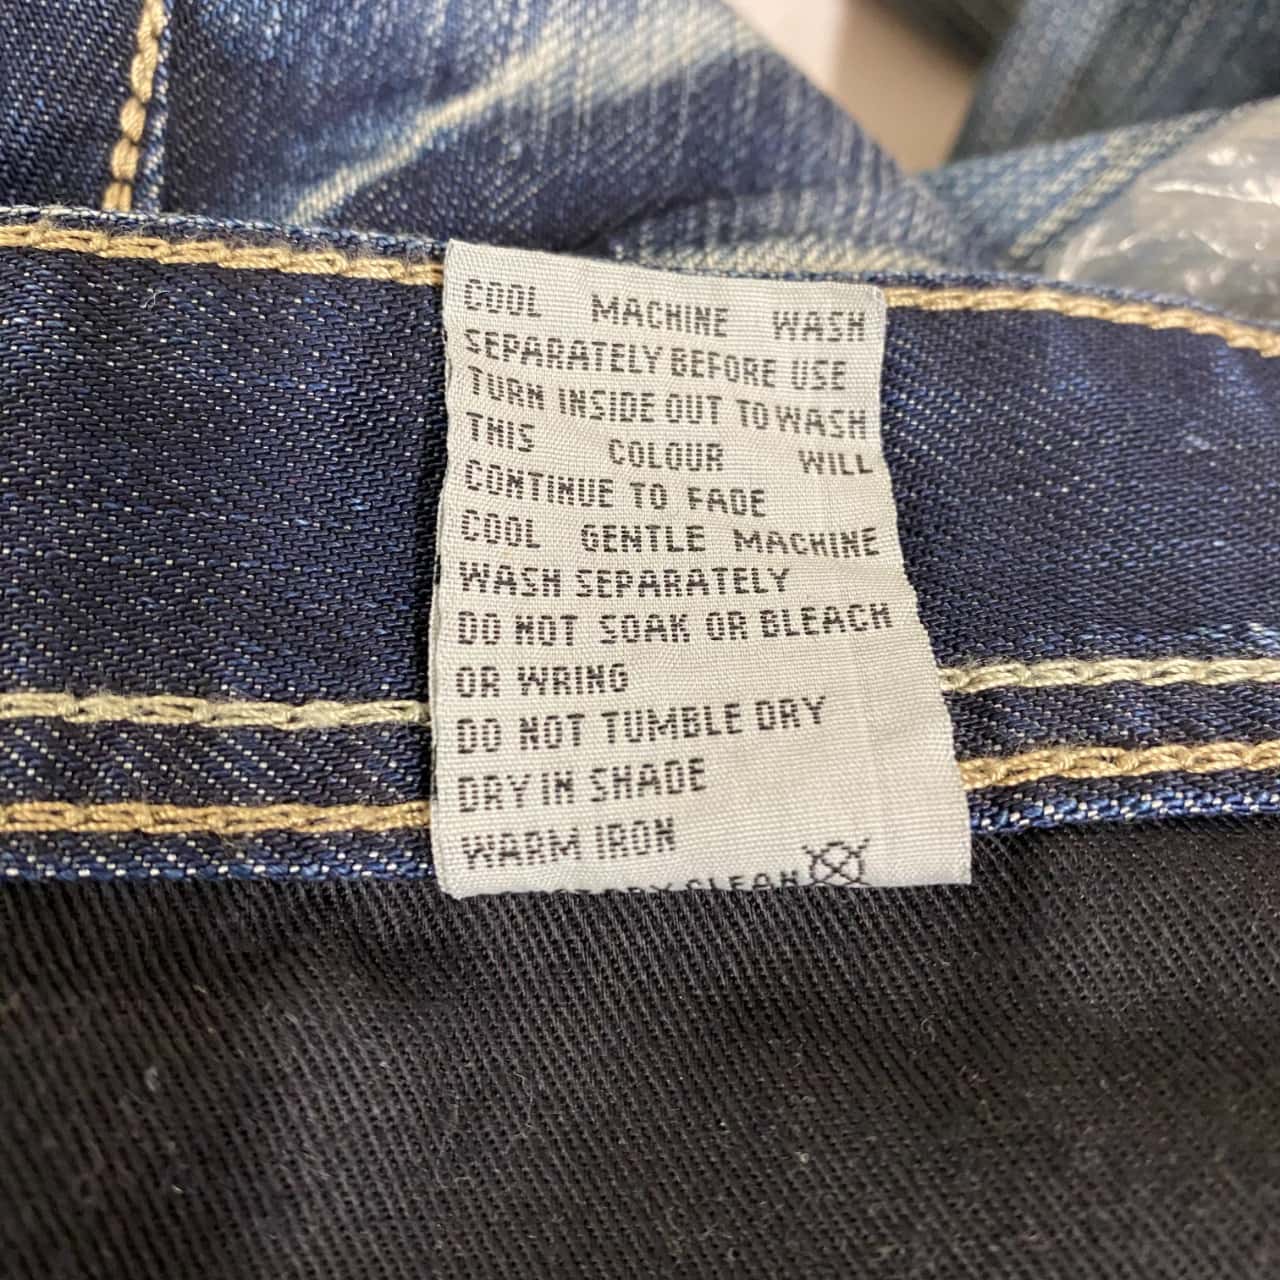 COOL MACHINE WASH
SEPARATELY BEFORE USE
TURN INSIDE OUT TO WASH
THIS COLOUR WILL
CONTINUE TO FADE
COOL GENTLE MACHINE
WASH SEPARATELY
DO NOT SOAK OR BLEACH
OR WRING
DO NOT TUMBLE DRY
DRY IN SHADE
WARM IRON
DRY CLEAN